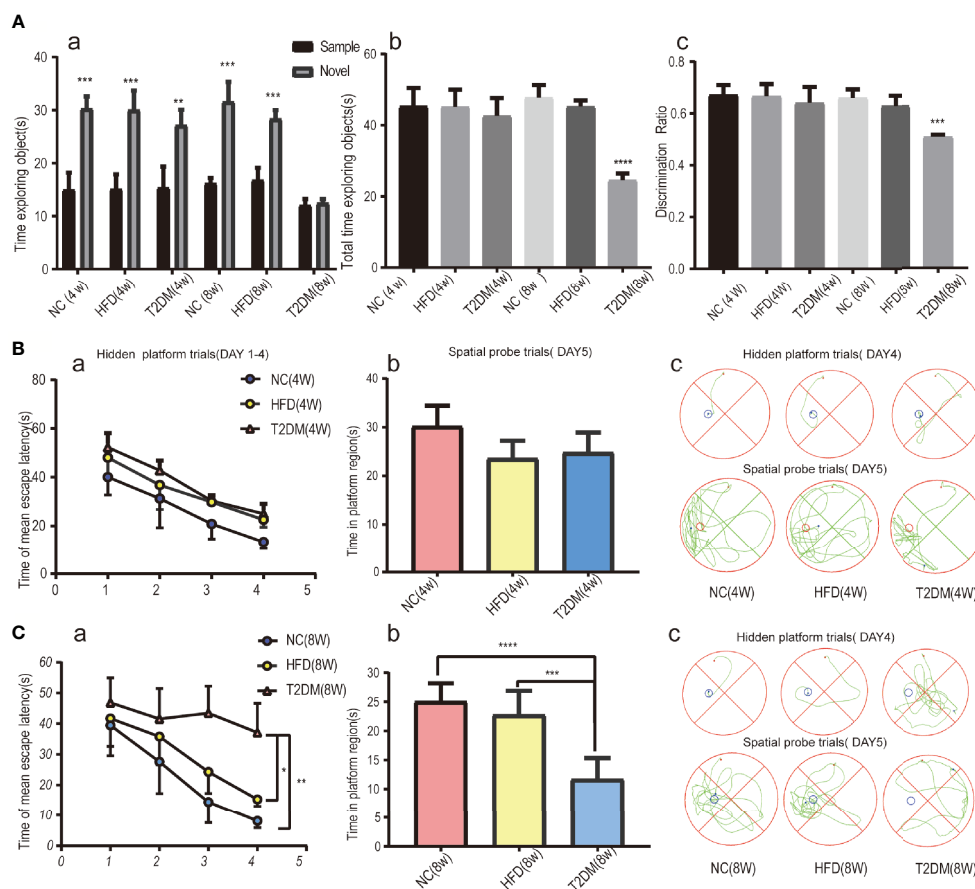 A
a
Sample
Novel
Time exploring object(s)
40
30
20
10
0
***
***
**
***
***
NC (4 w)
HFD(4w)
T2DM(4w)
NC (8w)
HFD(8w)
T2DM(8w)
b
Total time exploring object(s)
60
40
20
0
****
NC (4 w)
HFD(4w)
T2DM(4w)
NC (8w)
HFD(8w)
T2DM(8w)
c
Discrimination Ratio
0.8
0.6
0.4
0.2
0.0
***
NC (4 W)
HFD(4W)
T2DM(4w)
NC (8W)
HFD(8w)
T2DM(8w)
B
a
Hidden platform trials(DAY 1-4)
NC(4W)
HFD(4W)
T2DM(4W)
Time of mean escape latency(s)
80
60
40
20
0
0 1 2 3 4 5
b
Spatial probe trials( DAY5)
Time in platform region(s)
40
30
20
10
0
NC(4w)
HFD(4w)
T2DM(4w)
c
Hidden platform trials( DAY4)
Spatial probe trials( DAY5)
NC(4W)
HFD(4W)
T2DM(4W)
C
a
NC(8W)
HFD(8W)
T2DM(8W)
Time of mean escape latency(s)
60
50
40
30
20
10
0
0 1 2 3 4 5
*
**
b
Time in platform region(s)
30
25
20
15
10
5
0
****
***
NC(8w)
HFD(8w)
T2DM(8w)
c
Hidden platform trials( DAY4)
Spatial probe trials( DAY5)
NC(8W)
HFD(8W)
T2DM(8W)